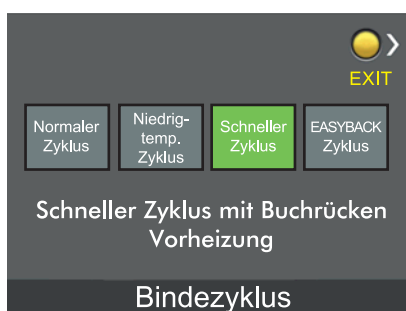 EXIT
Normaler
Zyklus
Niedrig-
temp.
Zyklus
Schneller
Zyklus
EASYBACK
Zyklus
Schneller Zyklus mit Buchrücken
Vorheizung
Bindezyklus